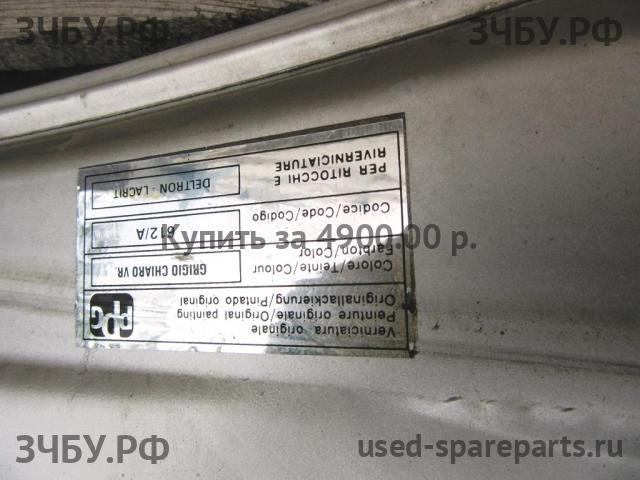 ЗЧБУ.РФ
ЗЧБУ.РФ
PPG
Verniciatura originale
Peinture originale/Original painting
Originallackierung/Pintado original
Colore/Teinte/Colour
Farbton/Color
GRIGIO CHIARO VR.
Codice/Code/Codigo
612/A
PER RITOCCHI E
RIVERNICIATURE
DELTRON - LACRIT
Купить за 4900.00 р.
ЗЧБУ.РФ
used-spareparts.ru